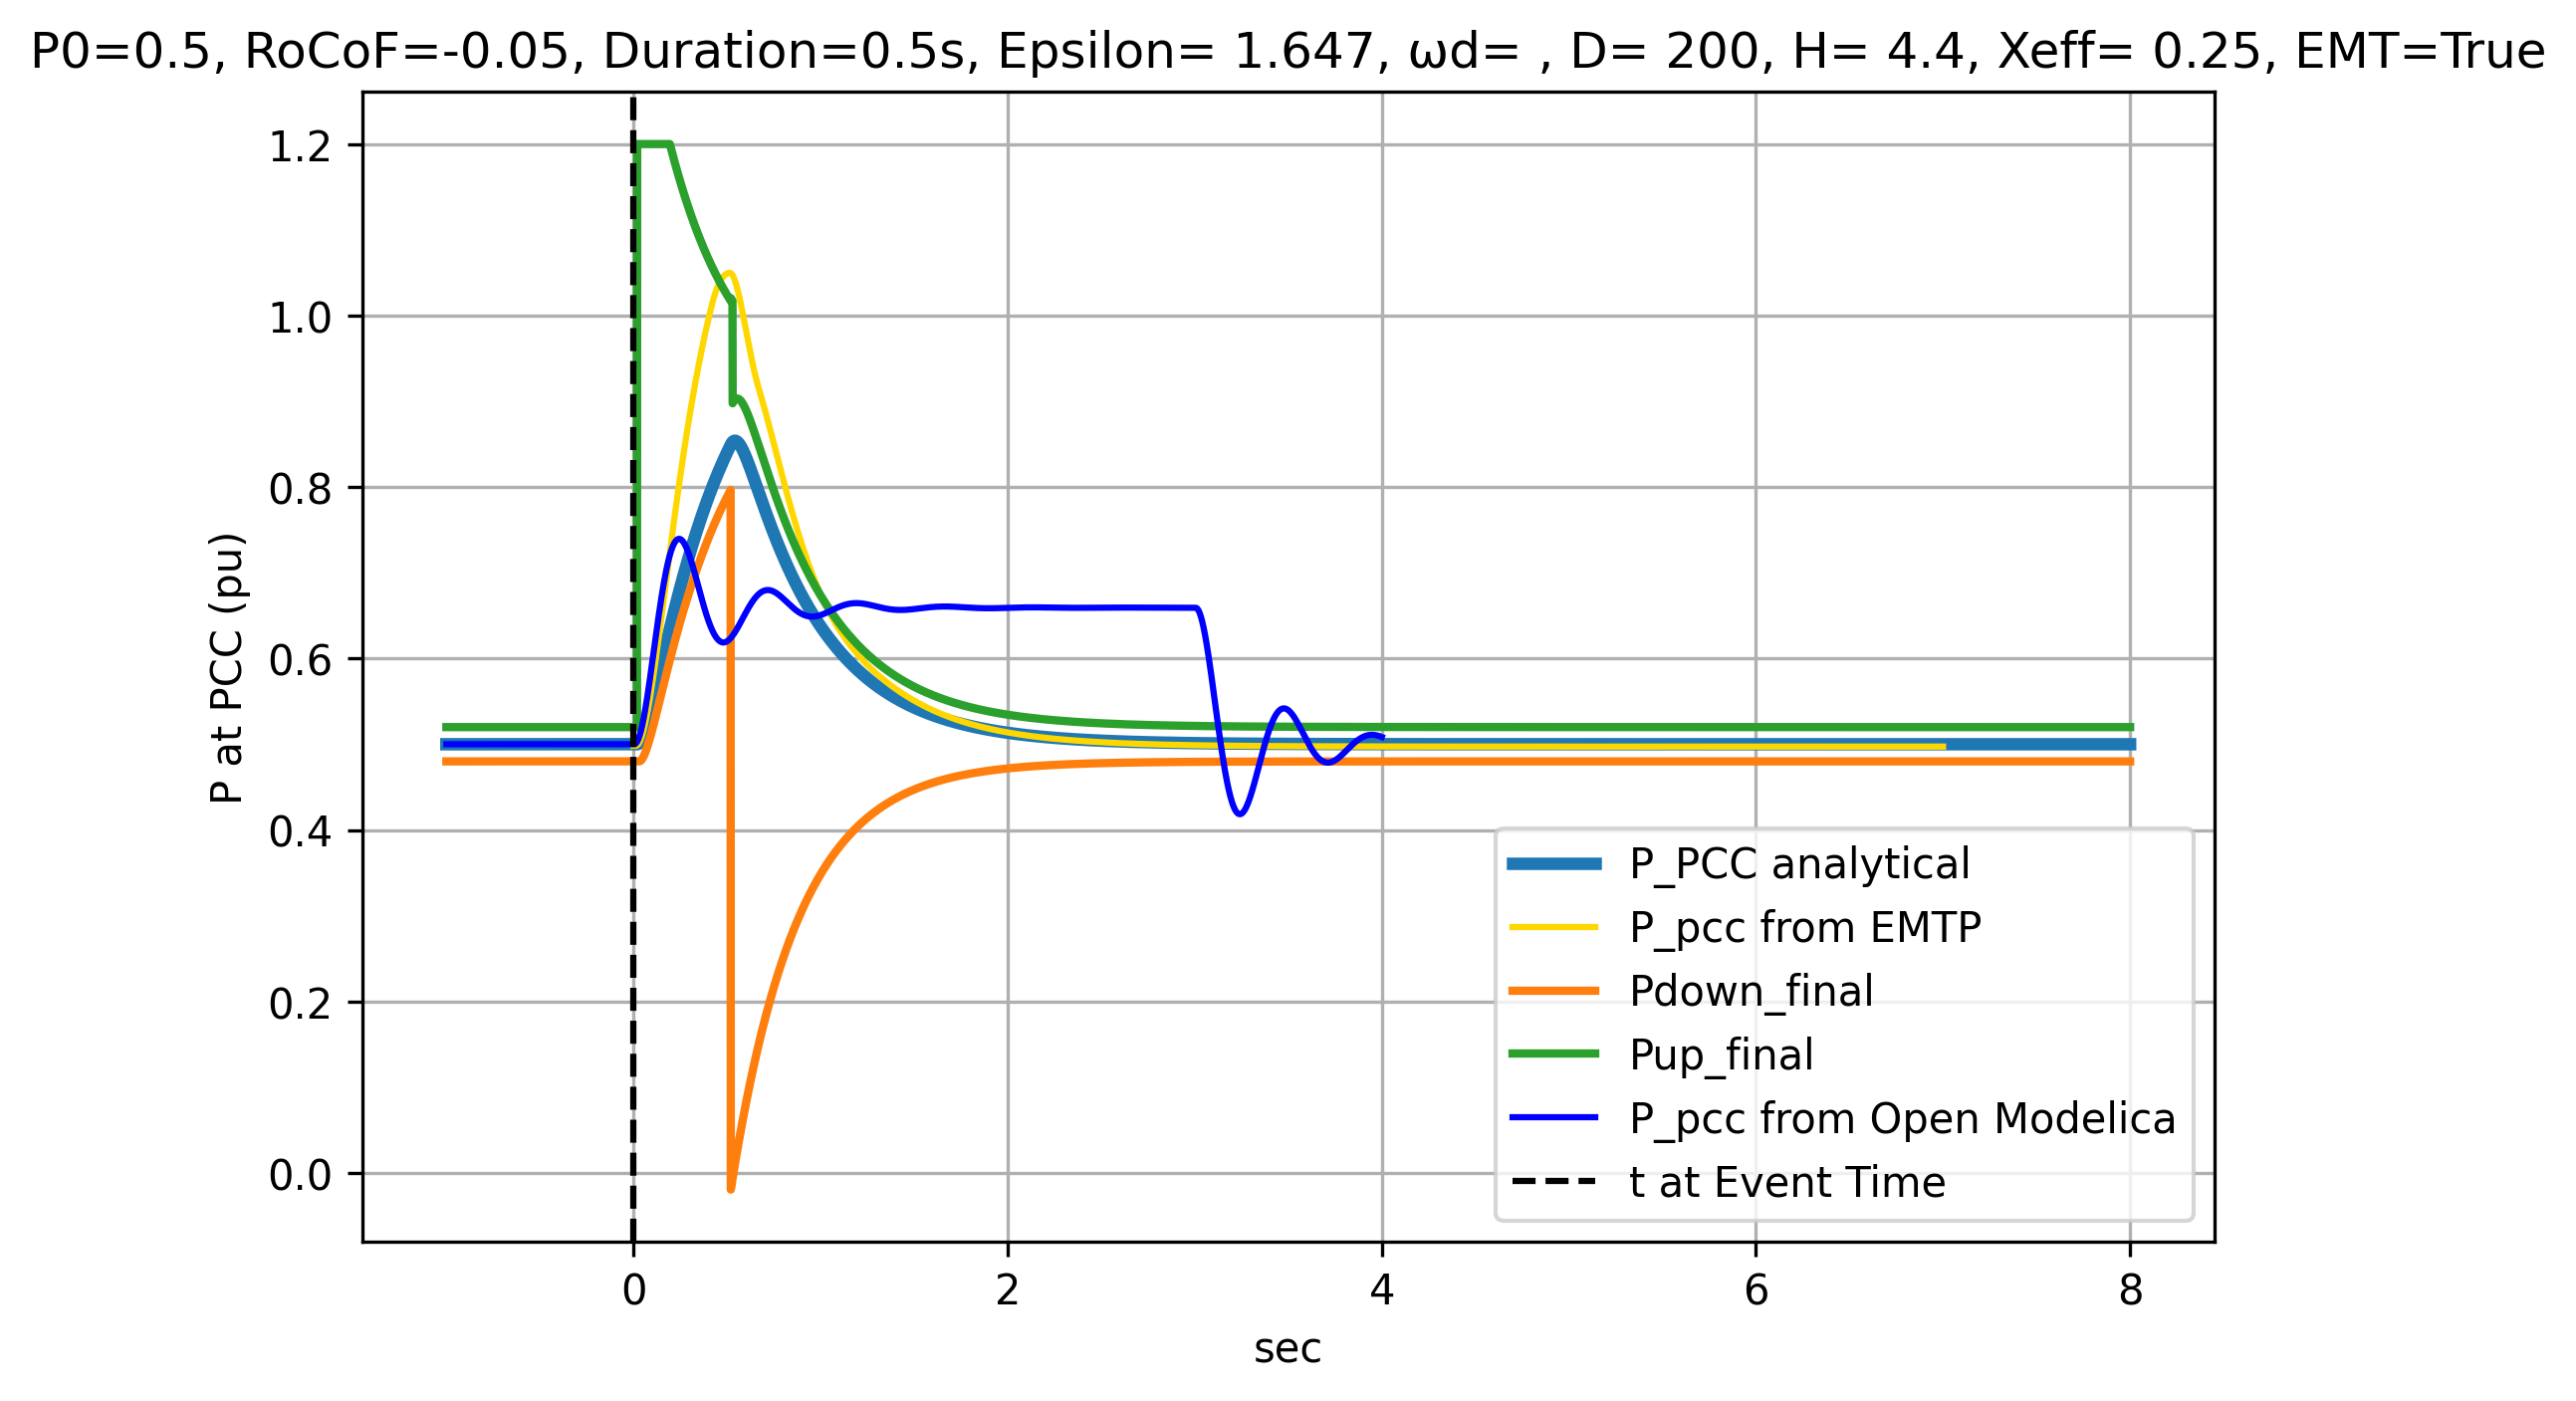 P0=0.5, RoCoF=-0.05, Duration=0.5s, Epsilon= 1.647, ωd= , D= 200, H= 4.4, Xeff= 0.25, EMT=True
P at PCC (pu)
1.2
1.0
0.8
0.6
0.4
0.2
0.0
P_PCC analytical
P_pcc from EMTP
Pdown_final
Pup_final
P_pcc from Open Modelica
t at Event Time
0 2 4 6 8
sec